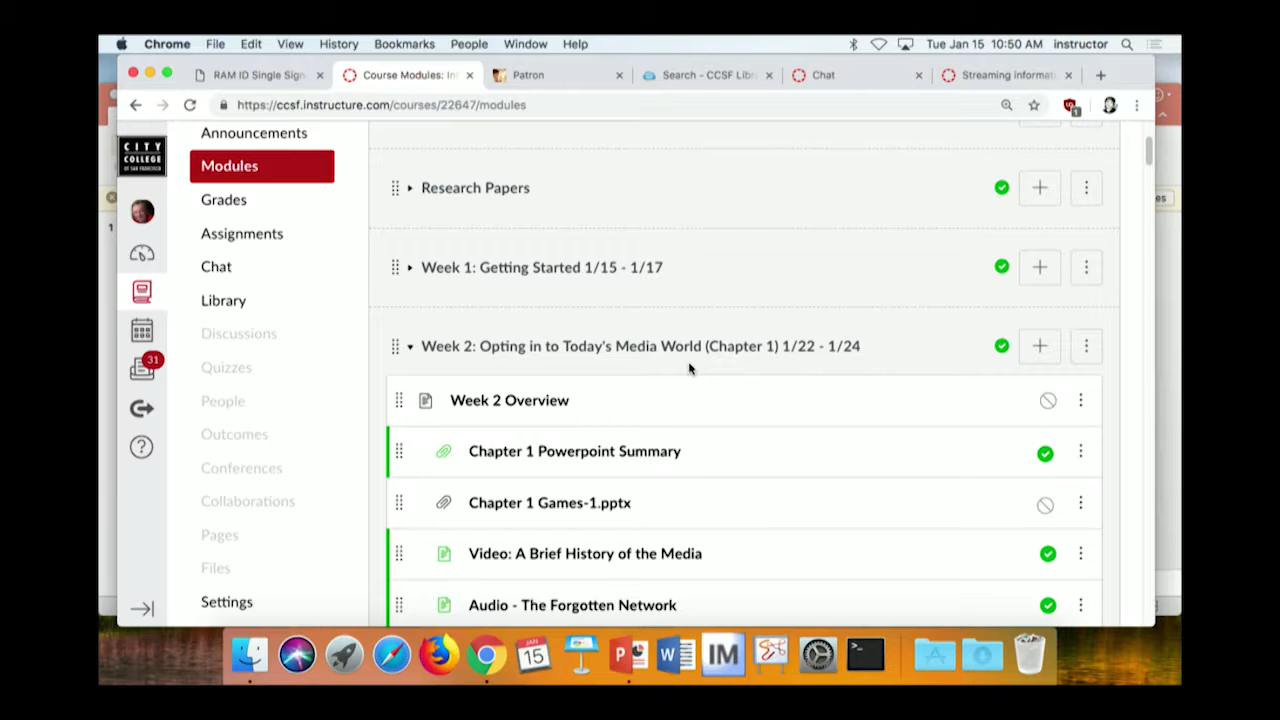 Chrome File Edit View History Bookmarks People Window Help Tue Jan 15 10:50 AM instructor
RAM ID Single Sign Course Modules: In Patron Search - CCSF Libr Chat Streaming informat
https://ccsf.instructure.com/courses/22647/modules
CITY
COLLEGE
OF SAN FRANCISCO
Announcements
Modules
Grades
Assignments
Chat
Library
Discussions
Quizzes
People
Outcomes
Conferences
Collaborations
Pages
Files
Settings
31
Research Papers
Week 1: Getting Started 1/15 - 1/17
Week 2: Opting in to Today's Media World (Chapter 1) 1/22 - 1/24
Week 2 Overview
Chapter 1 Powerpoint Summary
Chapter 1 Games-1.pptx
Video: A Brief History of the Media
Audio - The Forgotten Network
1
es
JAN
15
P
W
IM